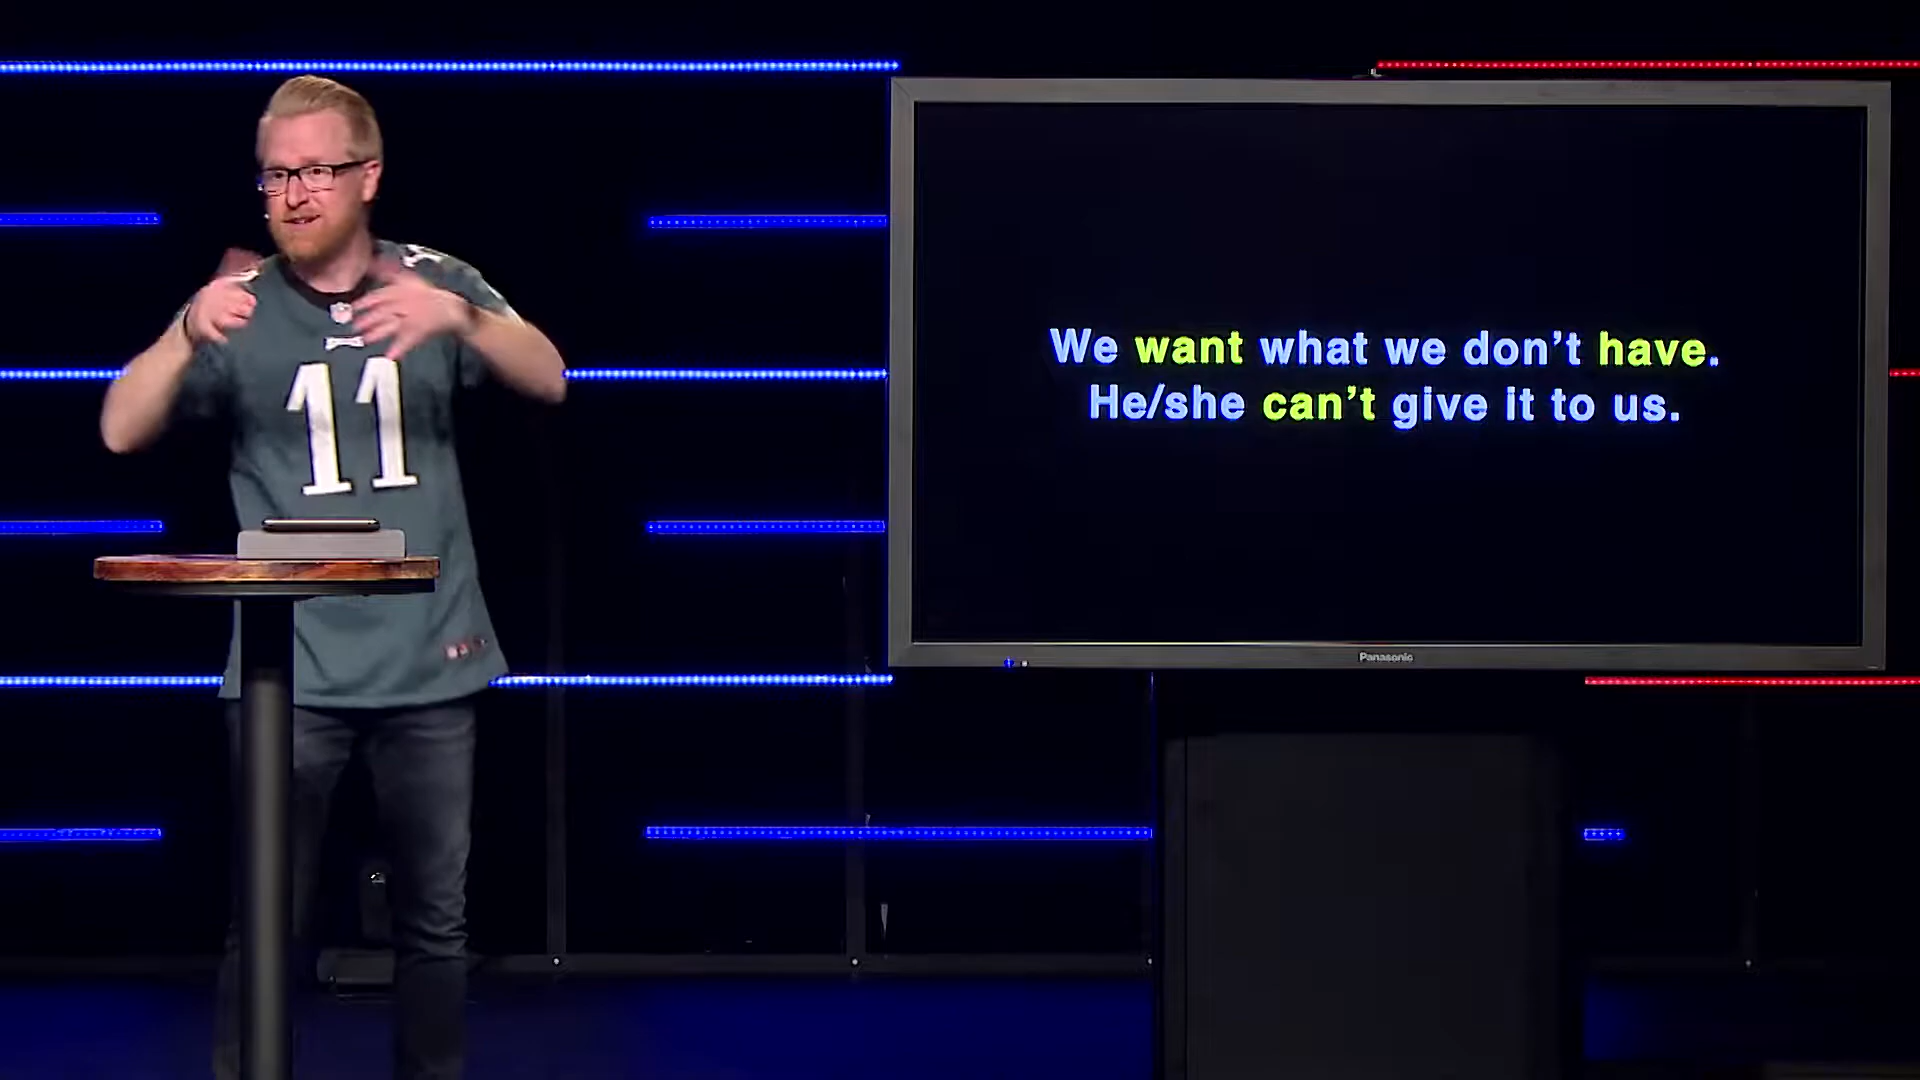 We want what we don't have.
He/she can't give it to us.
11
Panasonic